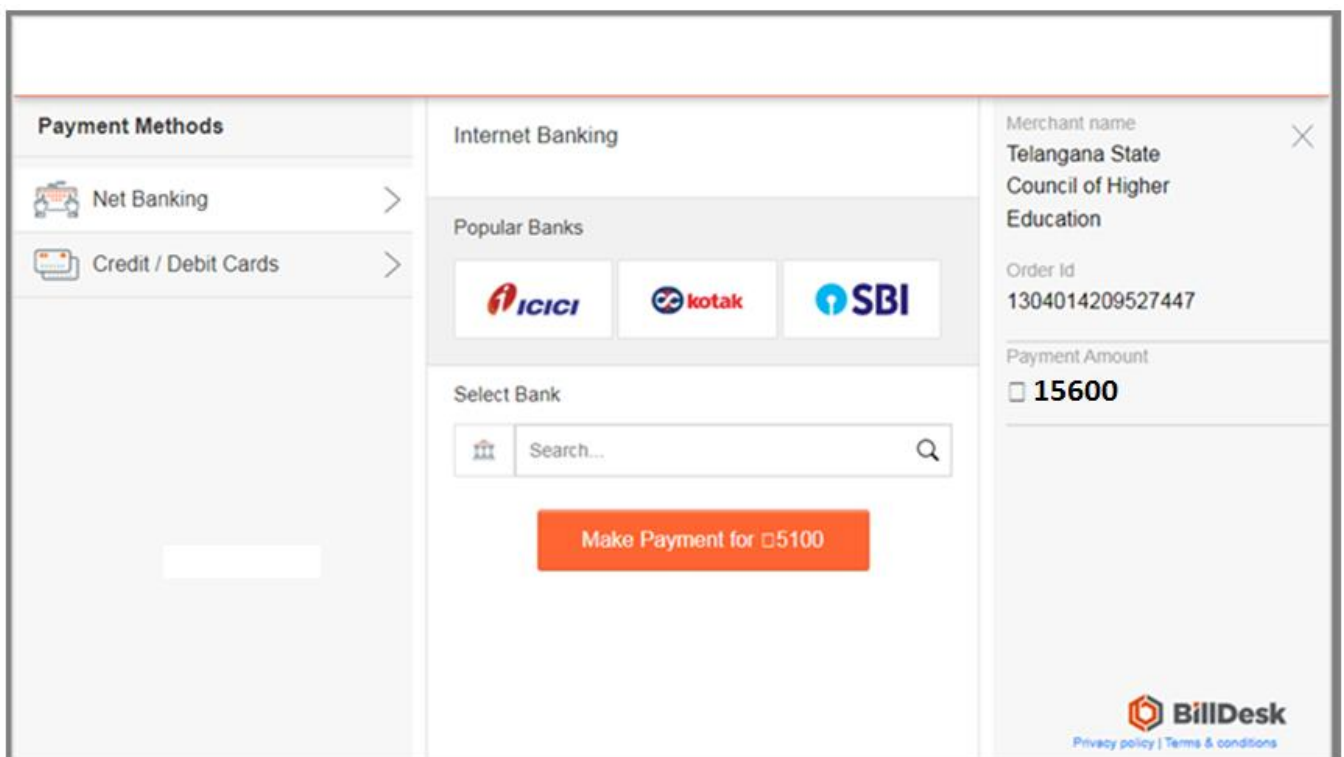 Payment Methods
Net Banking
Credit / Debit Cards
Internet Banking
Popular Banks
ICICI
kotak
SBI
Select Bank
Search...
Make Payment for □5100
Merchant name
Telangana State
Council of Higher
Education
Order Id
1304014209527447
Payment Amount
□ 15600
BillDesk
Privacy policy | Terms & conditions